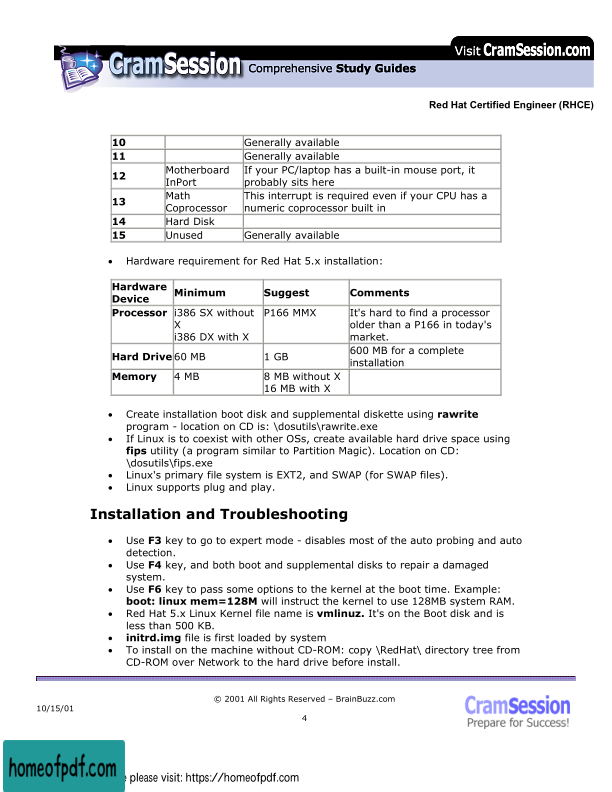 Visit CramSession.com
CramSession Comprehensive Study Guides
Red Hat Certified Engineer (RHCE)
10 Generally available
11 Generally available
12 Motherboard InPort If your PC/laptop has a built-in mouse port, it probably sits here
13 Math Coprocessor This interrupt is required even if your CPU has a numeric coprocessor built in
14 Hard Disk
15 Unused Generally available
• Hardware requirement for Red Hat 5.x installation:
Hardware Device Minimum Suggest Comments
Processor i386 SX without X i386 DX with X P166 MMX It's hard to find a processor older than a P166 in today's market.
Hard Drive 60 MB 1 GB 600 MB for a complete installation
Memory 4 MB 8 MB without X 16 MB with X
• Create installation boot disk and supplemental diskette using rawrite
program - location on CD is: \dosutils\rawrite.exe
• If Linux is to coexist with other OSs, create available hard drive space using
fips utility (a program similar to Partition Magic). Location on CD:
\dosutils\fips.exe
• Linux's primary file system is EXT2, and SWAP (for SWAP files).
• Linux supports plug and play.
Installation and Troubleshooting
• Use F3 key to go to expert mode - disables most of the auto probing and auto
detection.
• Use F4 key, and both boot and supplemental disks to repair a damaged
system.
• Use F6 key to pass some options to the kernel at the boot time. Example:
boot: linux mem=128M will instruct the kernel to use 128MB system RAM.
• Red Hat 5.x Linux Kernel file name is vmlinuz. It's on the Boot disk and is
less than 500 KB.
• initrd.img file is first loaded by system
• To install on the machine without CD-ROM: copy \RedHat\ directory tree from
CD-ROM over Network to the hard drive before install.
© 2001 All Rights Reserved – BrainBuzz.com
10/15/01
4
CramSession
Prepare for Success!
homeofpdf.com
please visit: https://homeofpdf.com